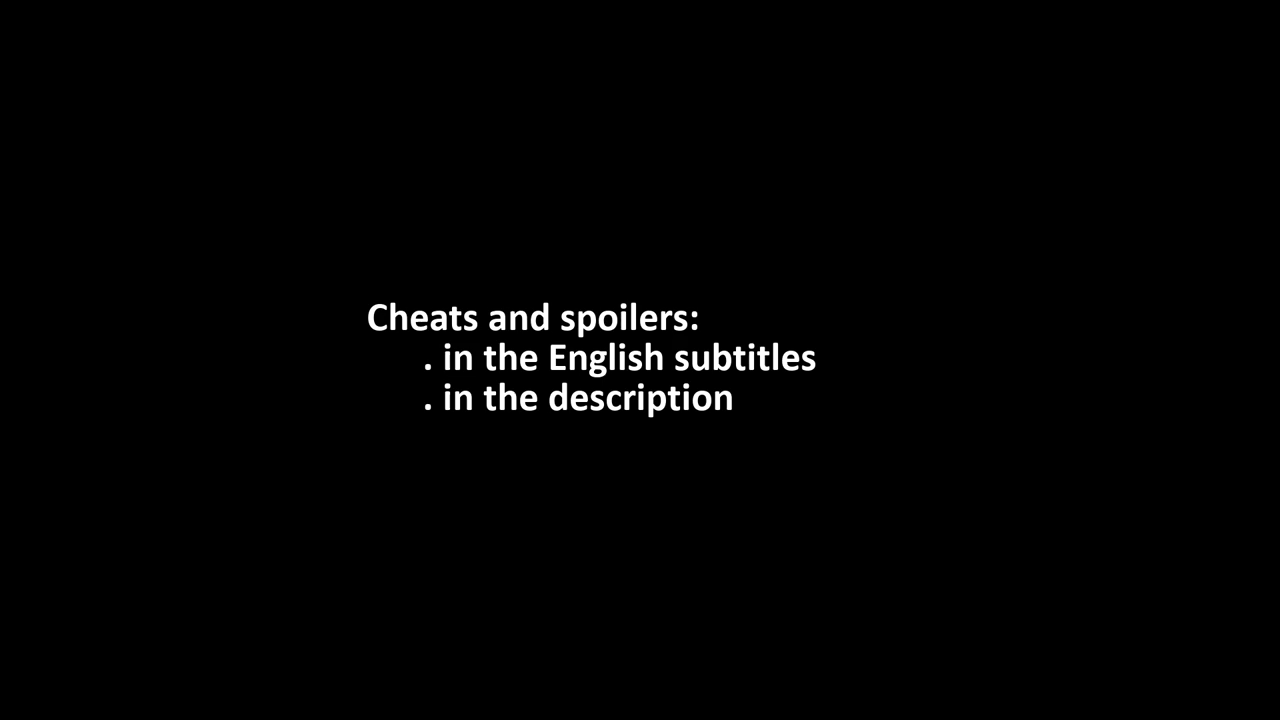 Cheats and spoilers:
. in the English subtitles
. in the description